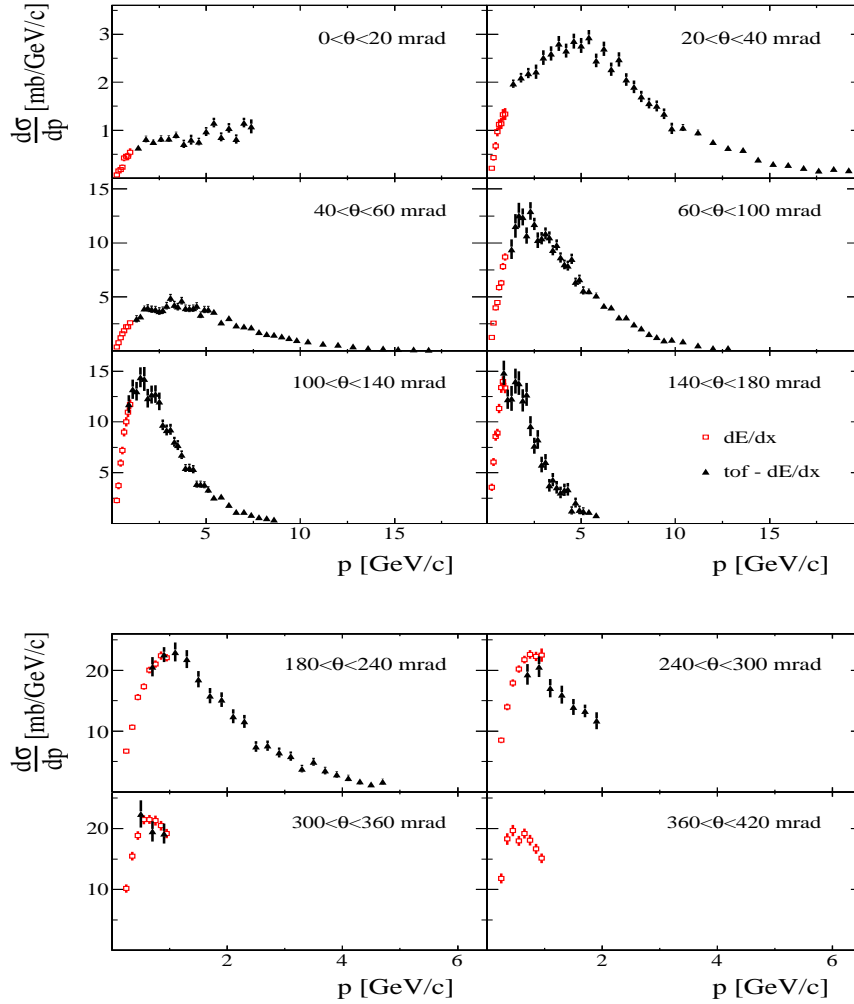 dσ/dp [mb/GeV/c]
0<θ<20 mrad
20<θ<40 mrad
3
2
1
40<θ<60 mrad
60<θ<100 mrad
15
10
5
100<θ<140 mrad
140<θ<180 mrad
15
10
5
dE/dx
tof - dE/dx
5 10 15
5 10 15
p [GeV/c]
p [GeV/c]
dσ/dp [mb/GeV/c]
180<θ<240 mrad
240<θ<300 mrad
20
10
300<θ<360 mrad
360<θ<420 mrad
20
10
2 4 6
2 4 6
p [GeV/c]
p [GeV/c]